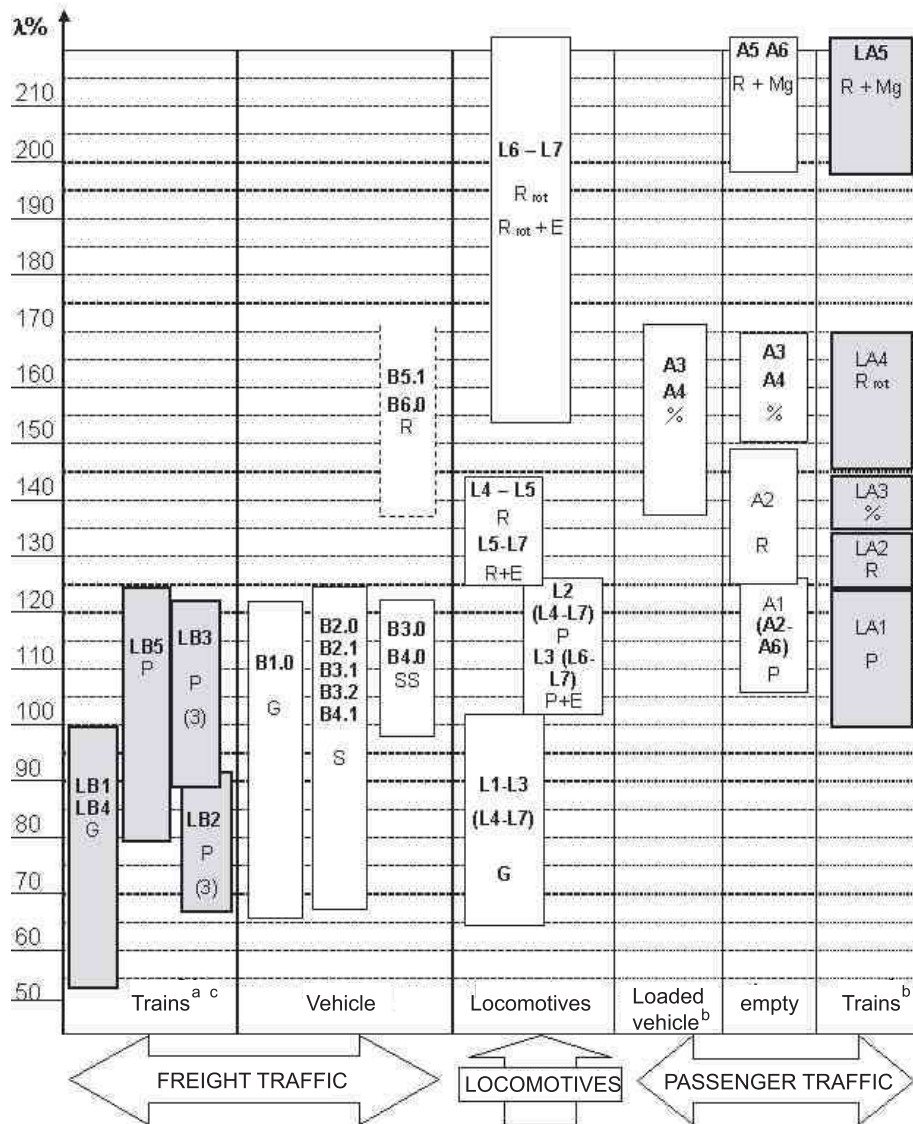 λ%
210
200
190
180
170
160
150
140
130
120
110
100
90
80
70
60
50
LB1
LB4
G
LB5
P
LB3
P
(3)
LB2
P
(3)
B1.0
G
B2.0
B2.1
B3.1
B3.2
B4.1
S
B3.0
B4.0
SS
B5.1
B6.0
R
L6 – L7
R rot
R rot + E
L4 – L5
R
L5-L7
R+E
L2
(L4-L7)
P
L3 (L6-
L7)
P+E
L1-L3
(L4-L7)
G
A3
A4
%
A5 A6
R + Mg
A3
A4
%
A2
R
A1
(A2-
A6)
P
LA5
R + Mg
LA4
R rot
LA3
%
LA2
R
LA1
P
Trains a c
Vehicle
Locomotives
Loaded
vehicle b
empty
Trains b
FREIGHT TRAFFIC
LOCOMOTIVES
PASSENGER TRAFFIC